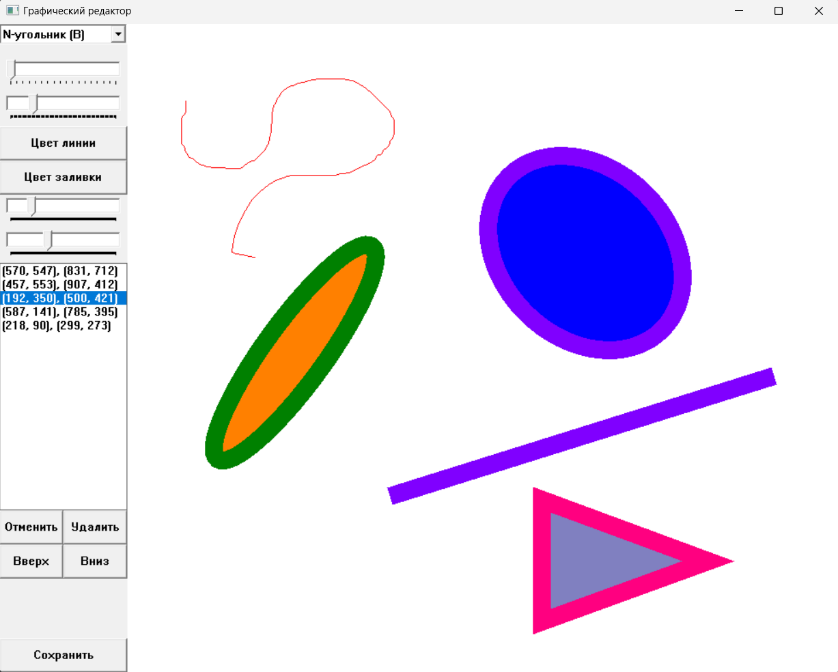 Графический редактор
N-угольник (B)
Цвет линии
Цвет заливки
(570, 547), (831, 712)
(457, 553), (907, 412)
(192, 350), (500, 421)
(587, 141), (785, 395)
(218, 90), (299, 273)
Отменить Удалить
Вверх Вниз
Сохранить